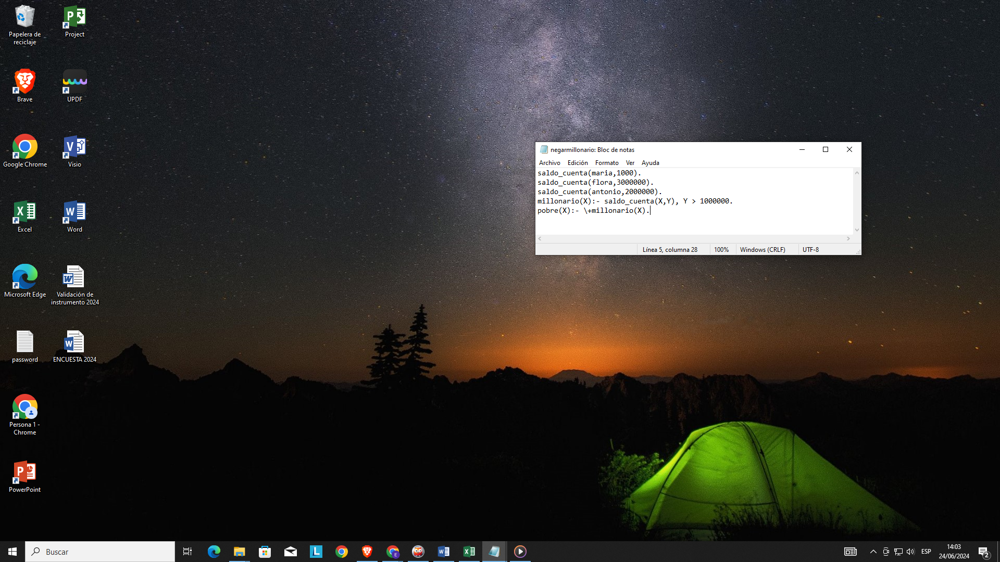 Papelera de
reciclaje
Project
Brave
UPDF
Google Chrome
Visio
Excel
Word
Microsoft Edge
Validación de
instrumento 2024
password
ENCUESTA 2024
Persona 1 -
Chrome
PowerPoint
negarmillonario: Bloc de notas
Archivo Edición Formato Ver Ayuda
saldo_cuenta(maria,1000).
saldo_cuenta(flora,3000000).
saldo_cuenta(antonio,2000000).
millonario(X):- saldo_cuenta(X,Y), Y > 1000000.
pobre(X):- \+millonario(X).
Línea 5, columna 28 100% Windows (CRLF) UTF-8
Buscar
ESP
14:03
24/06/2024
2